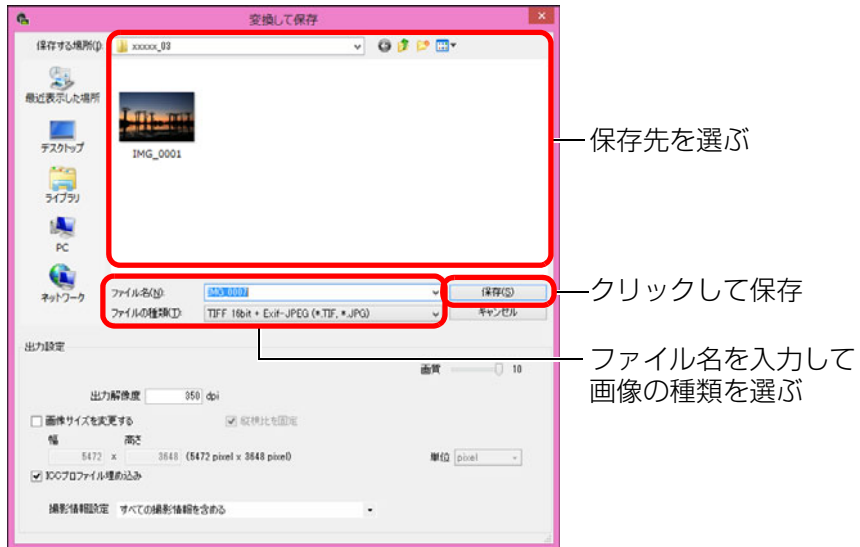 変換して保存
保存する場所(I):
xxxxx_03
最近表示した場所
デスクトップ
ライブラリ
PC
ネットワーク
IMG_0001
ファイル名(N):
IMG_0007
保存(S)
ファイルの種類(T):
TIFF 16bit + Exif-JPEG (*.TIF, *.JPG)
キャンセル
出力設定
画質
10
出力解像度
350
dpi
画像サイズを変更する
縦横比を固定
幅
高さ
5472
x
3648
(5472 pixel x 3648 pixel)
単位
pixel
ICCプロファイル埋め込み
撮影情報設定
すべての撮影情報を含める
保存先を選ぶ
クリックして保存
ファイル名を入力して
画像の種類を選ぶ